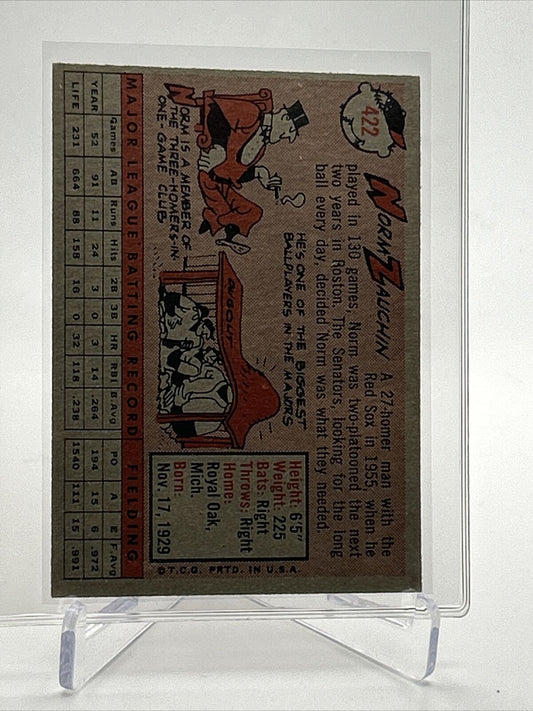 422
NORM ZAUCHIN
A 27-homer man with the
Red Sox in 1955, when he
played in 130 games, Norm was two-platooned the next
two years in Boston. The Senators, looking for the long
ball every day, decided Norm was what they needed.
NORM IS A MEMBER OF
THE THREE-HOMERS-IN-
ONE-GAME CLUB
HE'S ONE OF THE BIGGEST
BALLPLAYERS IN THE MAJORS
DUGOUT
Height: 6'5"
Weight: 225
Bats: Right
Throws: Right
Home:
Royal Oak,
Mich.
Born:
Nov. 17, 1929
©T.C.G. PRTD. IN U.S.A.
MAJOR LEAGUE BATTING RECORD FIELDING
Games AB Runs Hits 2B 3B HR RBI B.Avg PO A E F.Avg
YEAR 52 91 11 24 3 0 3 14 .264 194 15 6 .972
LIFE 231 664 88 158 16 0 32 118 .238 1540 111 15 .991